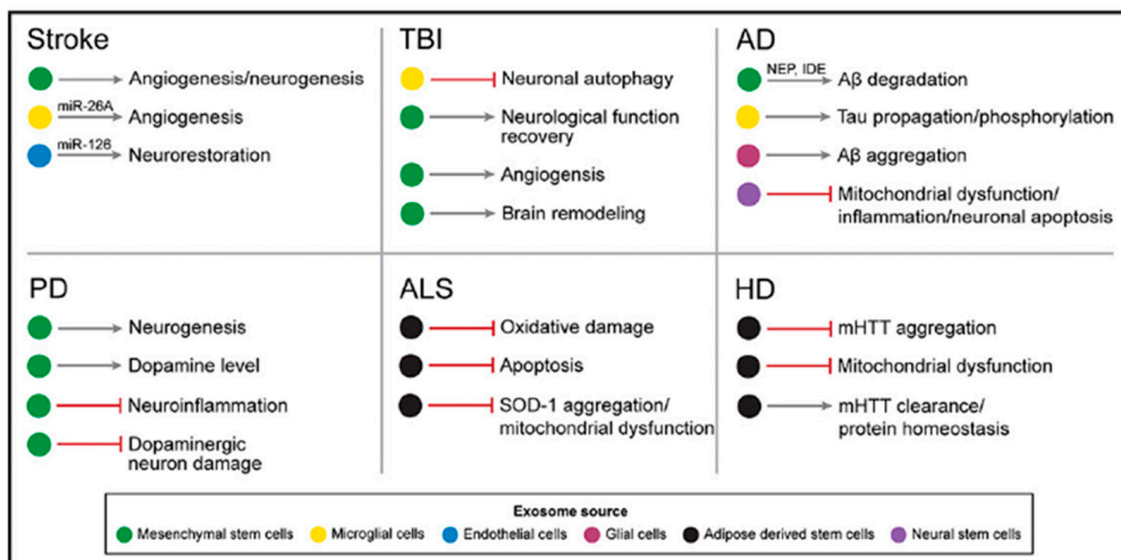 Stroke
Angiogenesis/neurogenesis
miR-26A
Angiogenesis
miR-126
Neurorestoration
TBI
Neuronal autophagy
Neurological function
recovery
Angiogensis
Brain remodeling
AD
NEP, IDE
Aβ degradation
Tau propagation/phosphorylation
Aβ aggregation
Mitochondrial dysfunction/
inflammation/neuronal apoptosis
PD
Neurogenesis
Dopamine level
Neuroinflammation
Dopaminergic
neuron damage
ALS
Oxidative damage
Apoptosis
SOD-1 aggregation/
mitochondrial dysfunction
HD
mHTT aggregation
Mitochondrial dysfunction
mHTT clearance/
protein homeostasis
Exosome source
Mesenchymal stem cells Microglial cells Endothelial cells Glial cells Adipose derived stem cells Neural stem cells